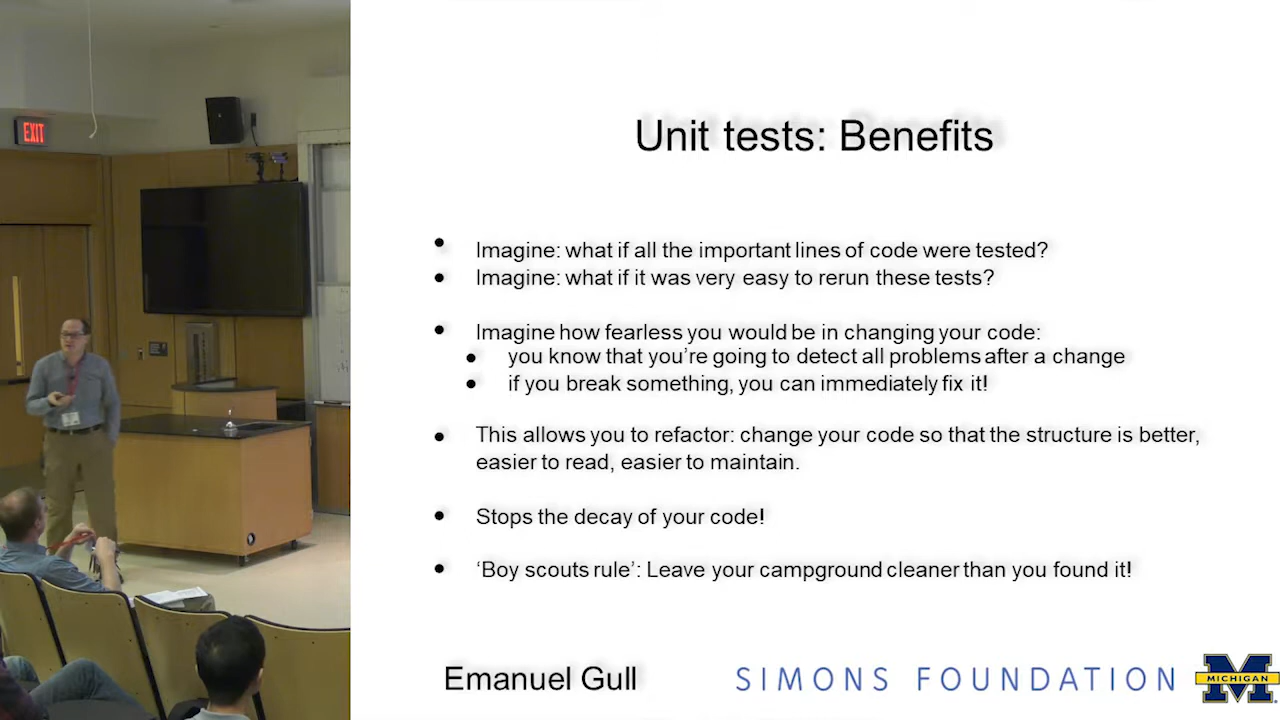 EXIT
Unit tests: Benefits
• Imagine: what if all the important lines of code were tested?
• Imagine: what if it was very easy to rerun these tests?
• Imagine how fearless you would be in changing your code:
• you know that you're going to detect all problems after a change
• if you break something, you can immediately fix it!
• This allows you to refactor: change your code so that the structure is better,
easier to read, easier to maintain.
• Stops the decay of your code!
• ‘Boy scouts rule’: Leave your campground cleaner than you found it!
Emanuel Gull
SIMONS FOUNDATION
MICHIGAN